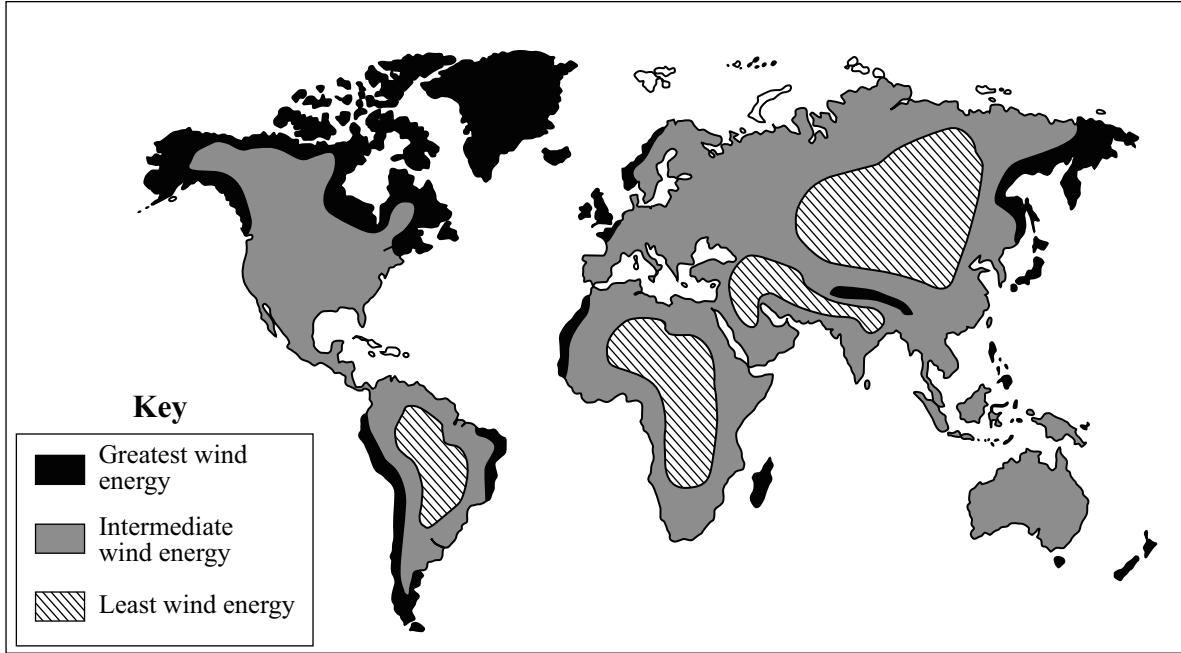 Key
Greatest wind
energy
Intermediate
wind energy
Least wind energy